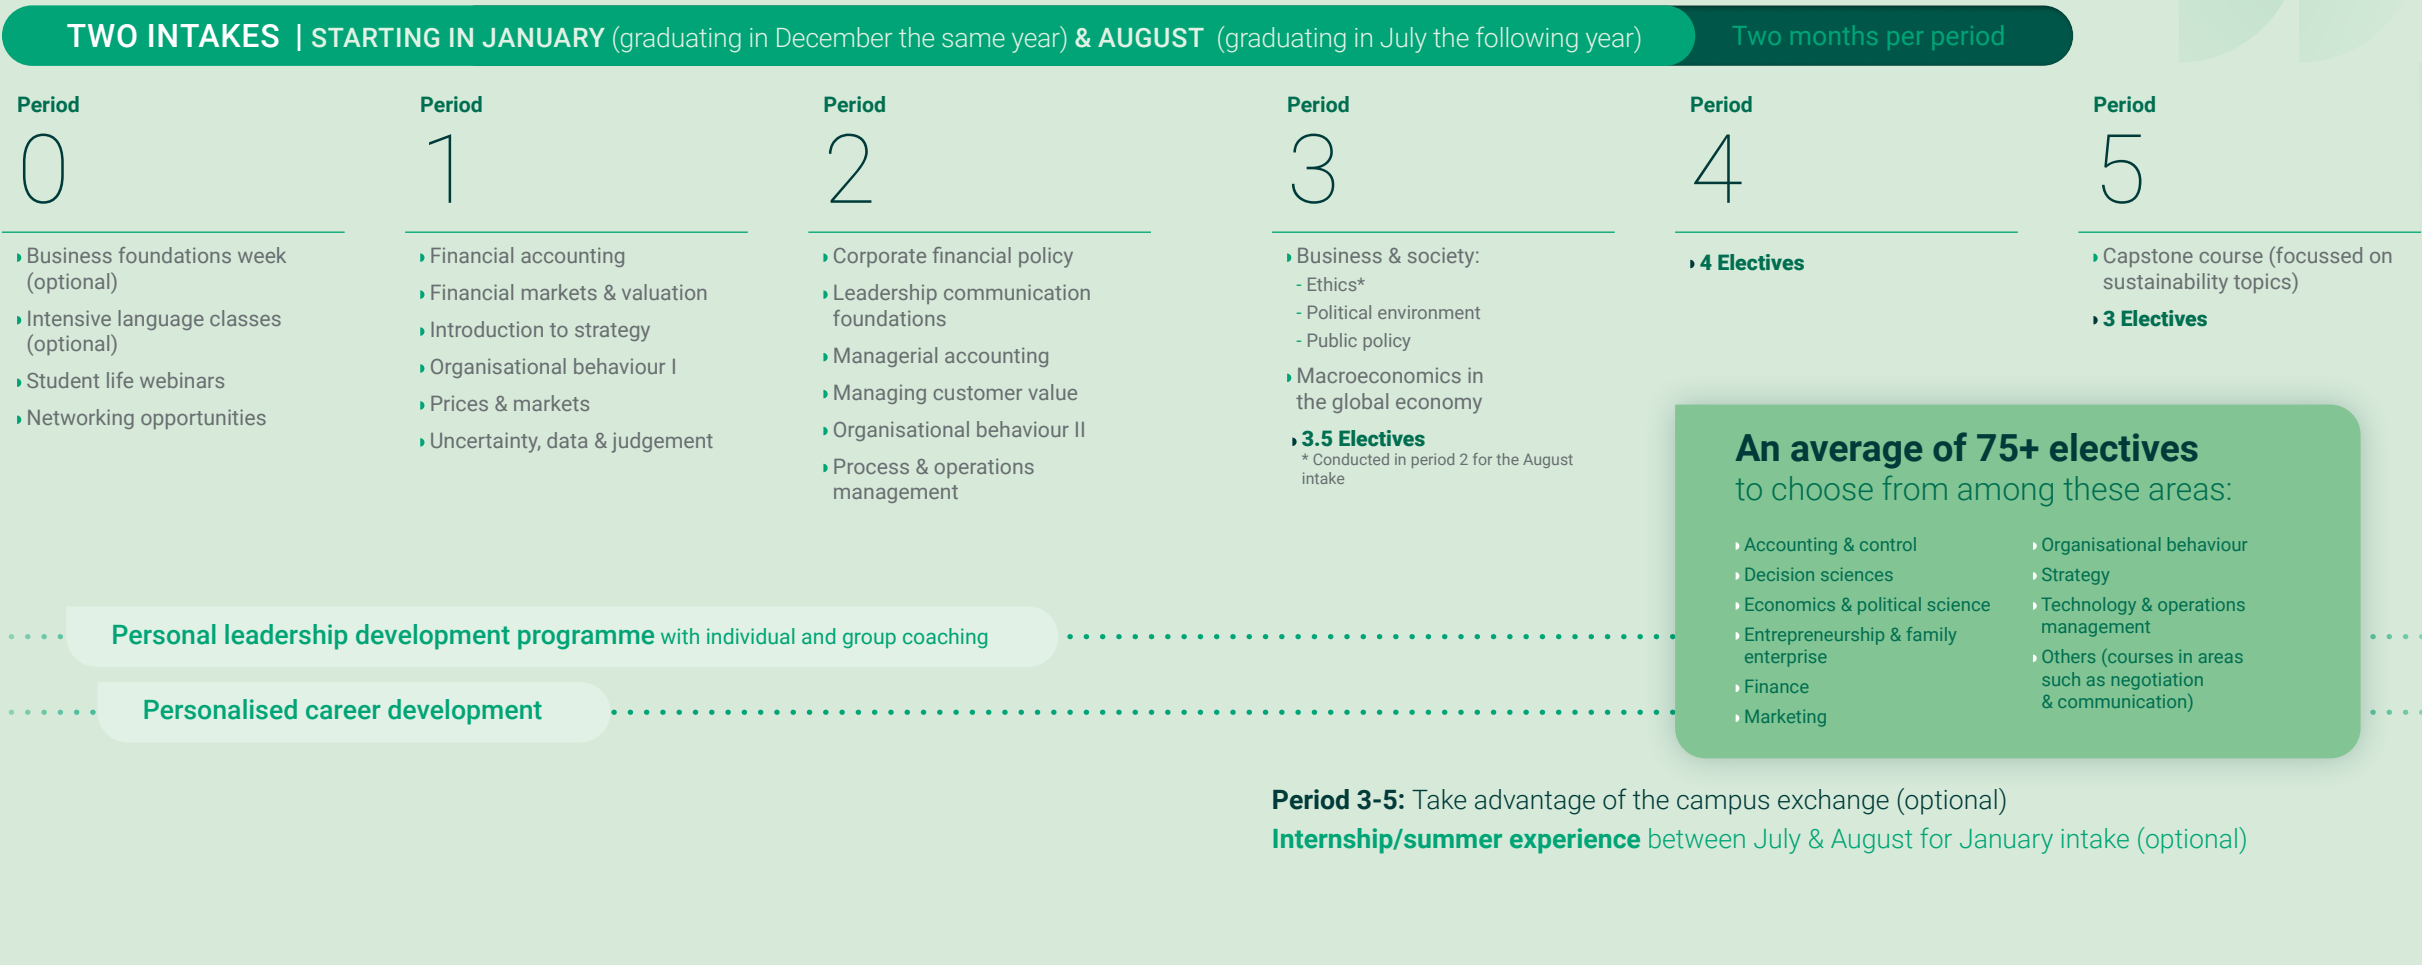 TWO INTAKES | STARTING IN JANUARY (graduating in December the same year) & AUGUST (graduating in July the following year)
Two months per period
Period
0
Business foundations week
(optional)
Intensive language classes
(optional)
Student life webinars
Networking opportunities
Period
1
Financial accounting
Financial markets & valuation
Introduction to strategy
Organisational behaviour I
Prices & markets
Uncertainty, data & judgement
Period
2
Corporate financial policy
Leadership communication
foundations
Managerial accounting
Managing customer value
Organisational behaviour II
Process & operations
management
Period
3
Business & society:
- Ethics*
- Political environment
- Public policy
Macroeconomics in
the global economy
3.5 Electives
* Conducted in period 2 for the August
intake
Period
4
4 Electives
Period
5
Capstone course (focussed on
sustainability topics)
3 Electives
An average of 75+ electives
to choose from among these areas:
Accounting & control
Decision sciences
Economics & political science
Entrepreneurship & family
enterprise
Finance
Marketing
Organisational behaviour
Strategy
Technology & operations
management
Others (courses in areas
such as negotiation
& communication)
Personal leadership development programme with individual and group coaching
Personalised career development
Period 3-5: Take advantage of the campus exchange (optional)
Internship/summer experience between July & August for January intake (optional)